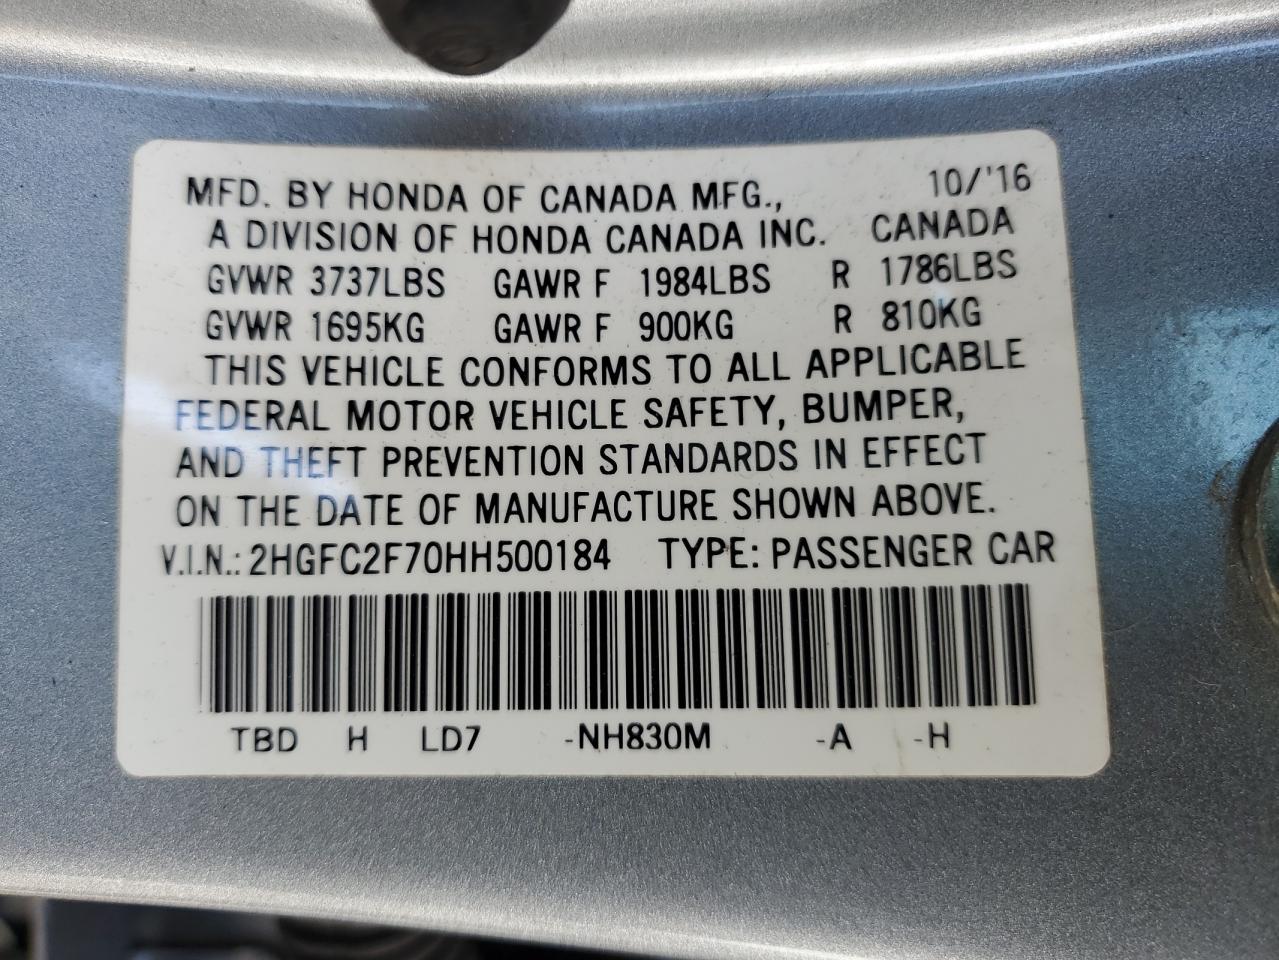 MFD. BY HONDA OF CANADA MFG., 10/'16
A DIVISION OF HONDA CANADA INC. CANADA
GVWR 3737LBS GAWR F 1984LBS R 1786LBS
GVWR 1695KG GAWR F 900KG R 810KG
THIS VEHICLE CONFORMS TO ALL APPLICABLE
FEDERAL MOTOR VEHICLE SAFETY, BUMPER,
AND THEFT PREVENTION STANDARDS IN EFFECT
ON THE DATE OF MANUFACTURE SHOWN ABOVE.
V.I.N.: 2HGFC2F70HH500184 TYPE: PASSENGER CAR
TBD H LD7 -NH830M -A -H